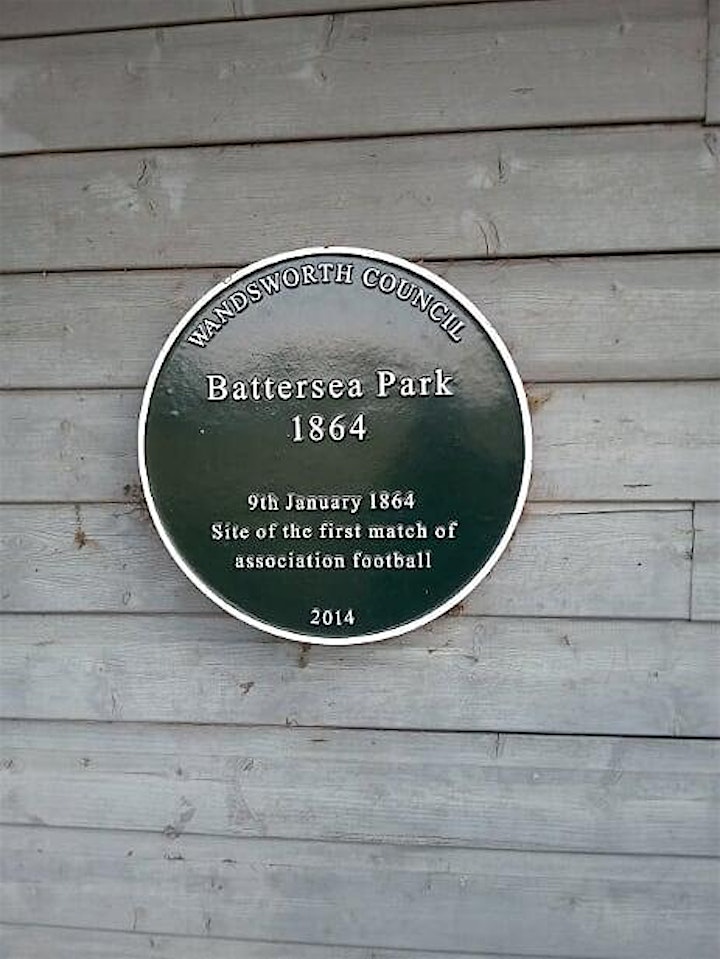 WANDSWORTH COUNCIL
Battersea Park
1864
9th January 1864
Site of the first match of
association football
2014